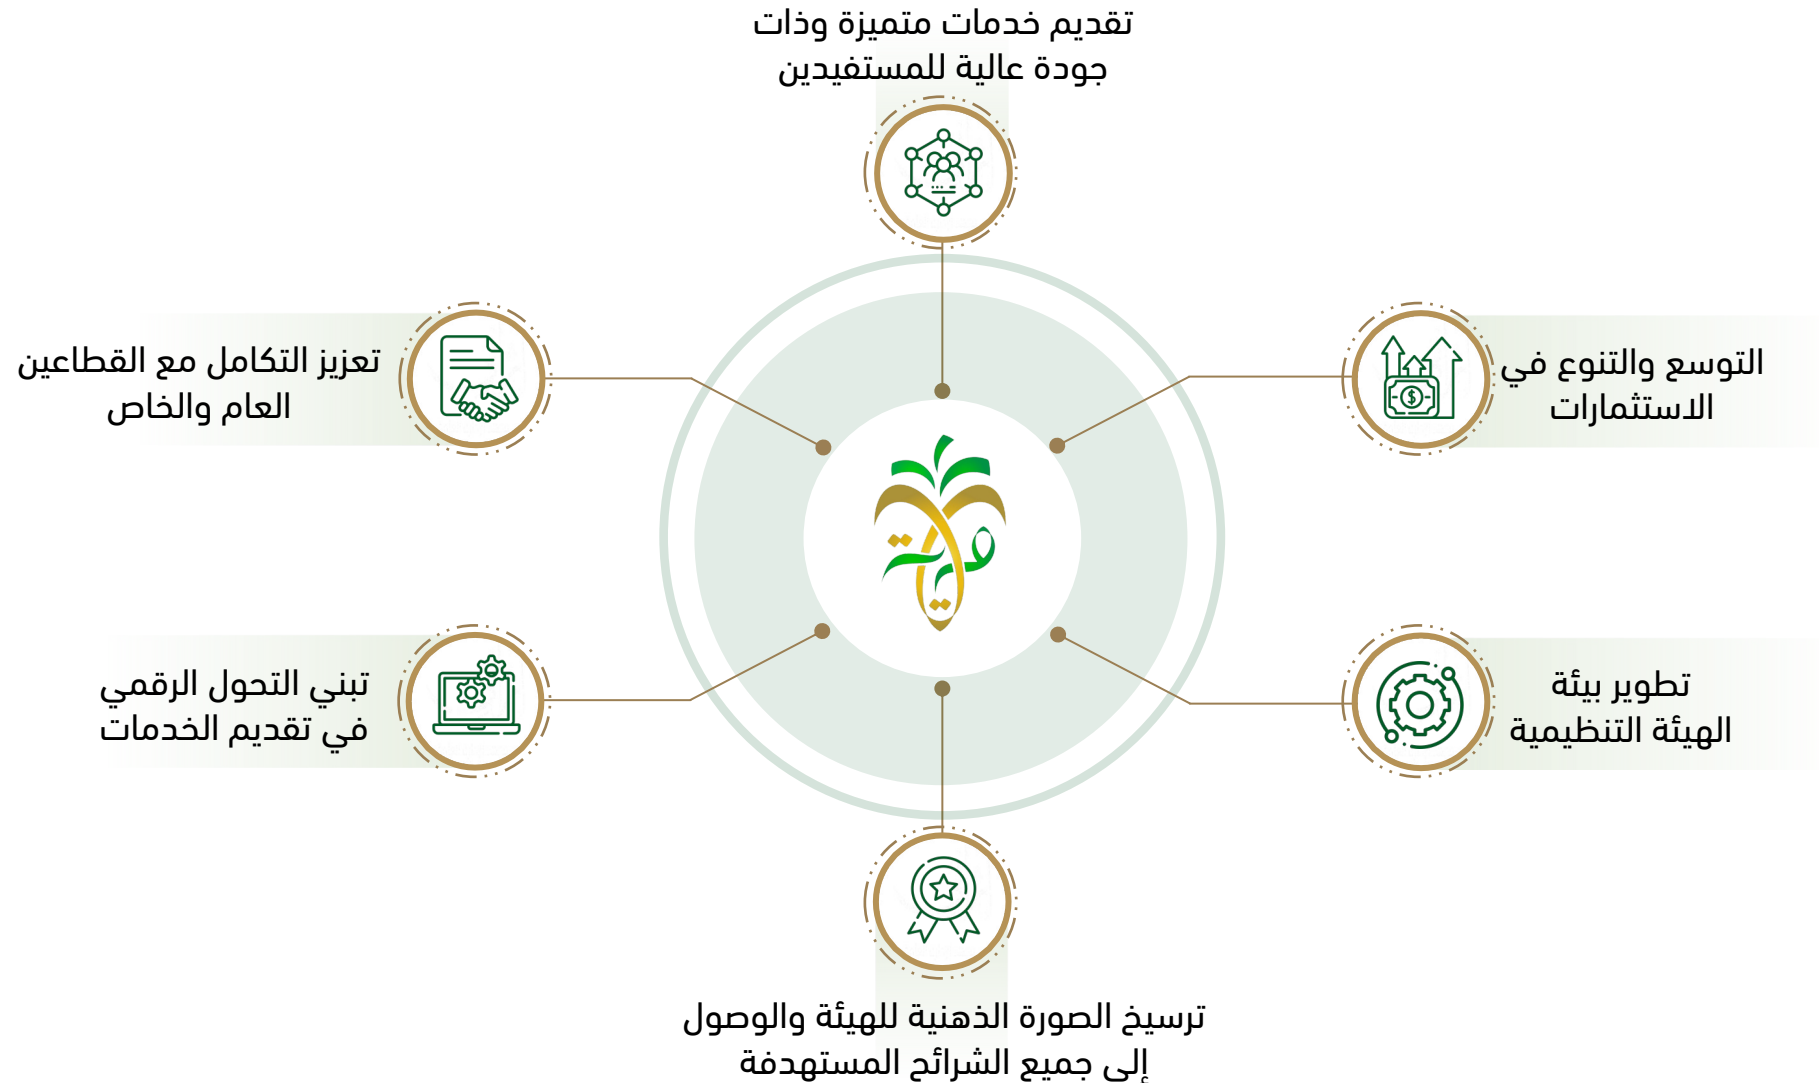 تقديم خدمات متميزة وذات
جودة عالية للمستفيدين
التوسع والتنوع في
الاستثمارات
تعزيز التكامل مع القطاعين
العام والخاص
تطوير بيئة
الهيئة التنظيمية
تبني التحول الرقمي
في تقديم الخدمات
ترسيخ الصورة الذهنية للهيئة والوصول
إلى جميع الشرائح المستهدفة